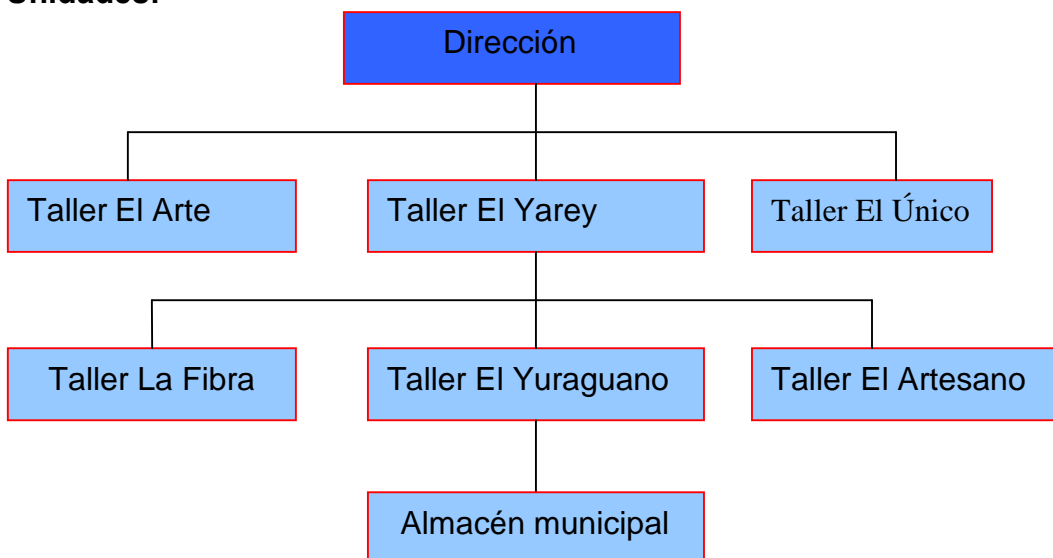 Unidades:
Dirección
Taller El Arte
Taller El Yarey
Taller El Único
Taller La Fibra
Taller El Yuraguano
Taller El Artesano
Almacén municipal